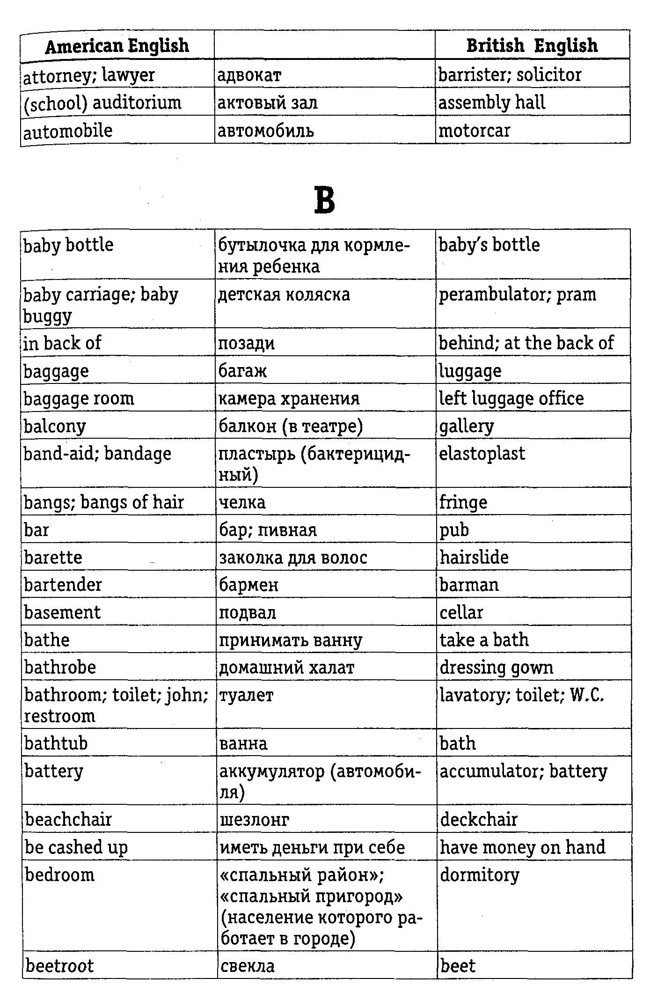 American English British English
attorney; lawyer адвокат barrister; solicitor
(school) auditorium актовый зал assembly hall
automobile автомобиль motorcar
B
baby bottle бутылочка для кормле- baby's bottle
ния ребенка
baby carriage; baby детская коляска perambulator; pram
buggy
in back of позади behind; at the back of
baggage багаж luggage
baggage room камера хранения left luggage office
balcony балкон (в театре) gallery
band-aid; bandage пластырь (бактерицид- elastoplast
ный)
bangs; bangs of hair челка fringe
bar бар; пивная pub
barette заколка для волос hairslide
bartender бармен barman
basement подвал cellar
bathe принимать ванну take a bath
bathrobe домашний халат dressing gown
bathroom; toilet; john; туалет lavatory; toilet; W.C.
restroom
bathtub ванна bath
battery аккумулятор (автомоби- accumulator; battery
ля)
beachchair шезлонг deckchair
be cashed up иметь деньги при себе have money on hand
bedroom «спальный район»; dormitory
«спальный пригород»
(население которого ра-
ботает в городе)
beetroot свекла beet